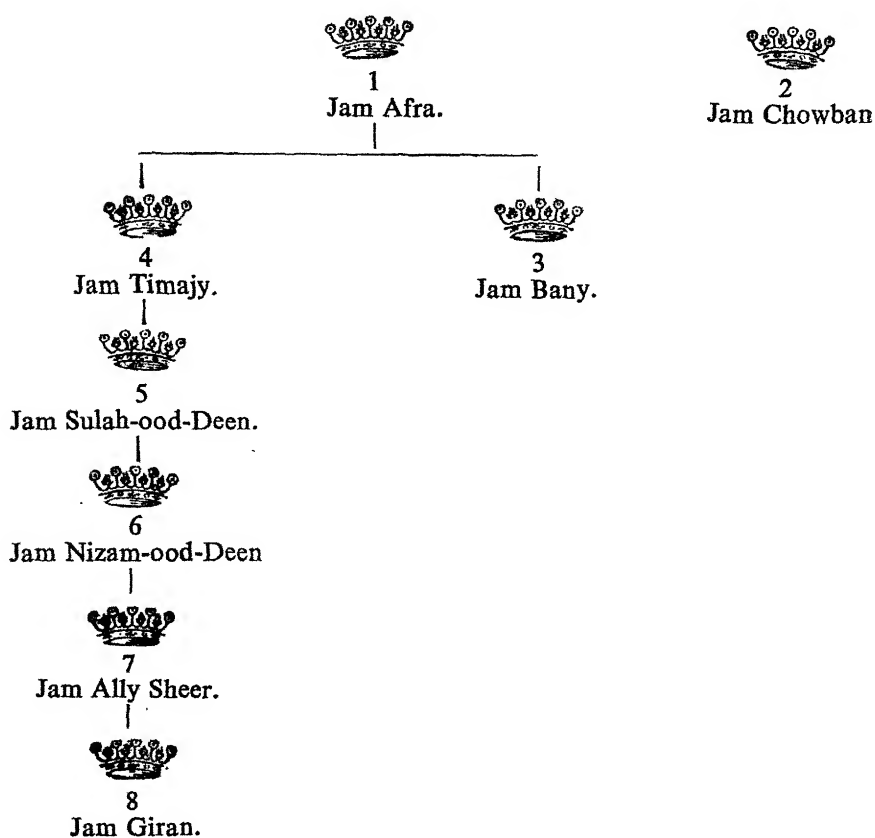 1
Jam Afra.
2
Jam Chowban
4
Jam Timajy.
3
Jam Bany.
5
Jam Sulah-ood-Deen.
6
Jam Nizam-ood-Deen
7
Jam Ally Sheer.
8
Jam Giran.